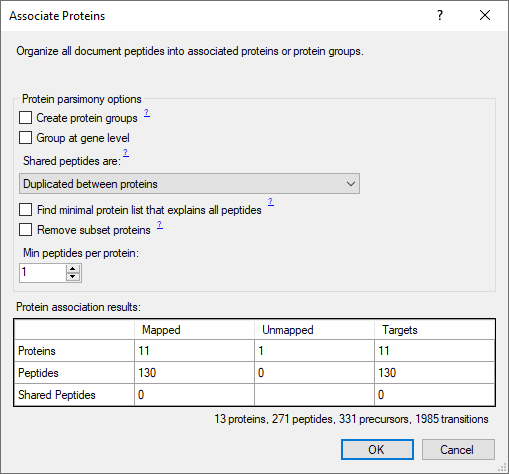 Associate Proteins ?
Organize all document peptides into associated proteins or protein groups.
Protein parsimony options
Create protein groups ?
Group at gene level
Shared peptides are: ?
Duplicated between proteins
Find minimal protein list that explains all peptides ?
Remove subset proteins ?
Min peptides per protein:
1
Protein association results:
Mapped Unmapped Targets
Proteins 11 1 11
Peptides 130 0 130
Shared Peptides 0 0
13 proteins, 271 peptides, 331 precursors, 1985 transitions
OK Cancel